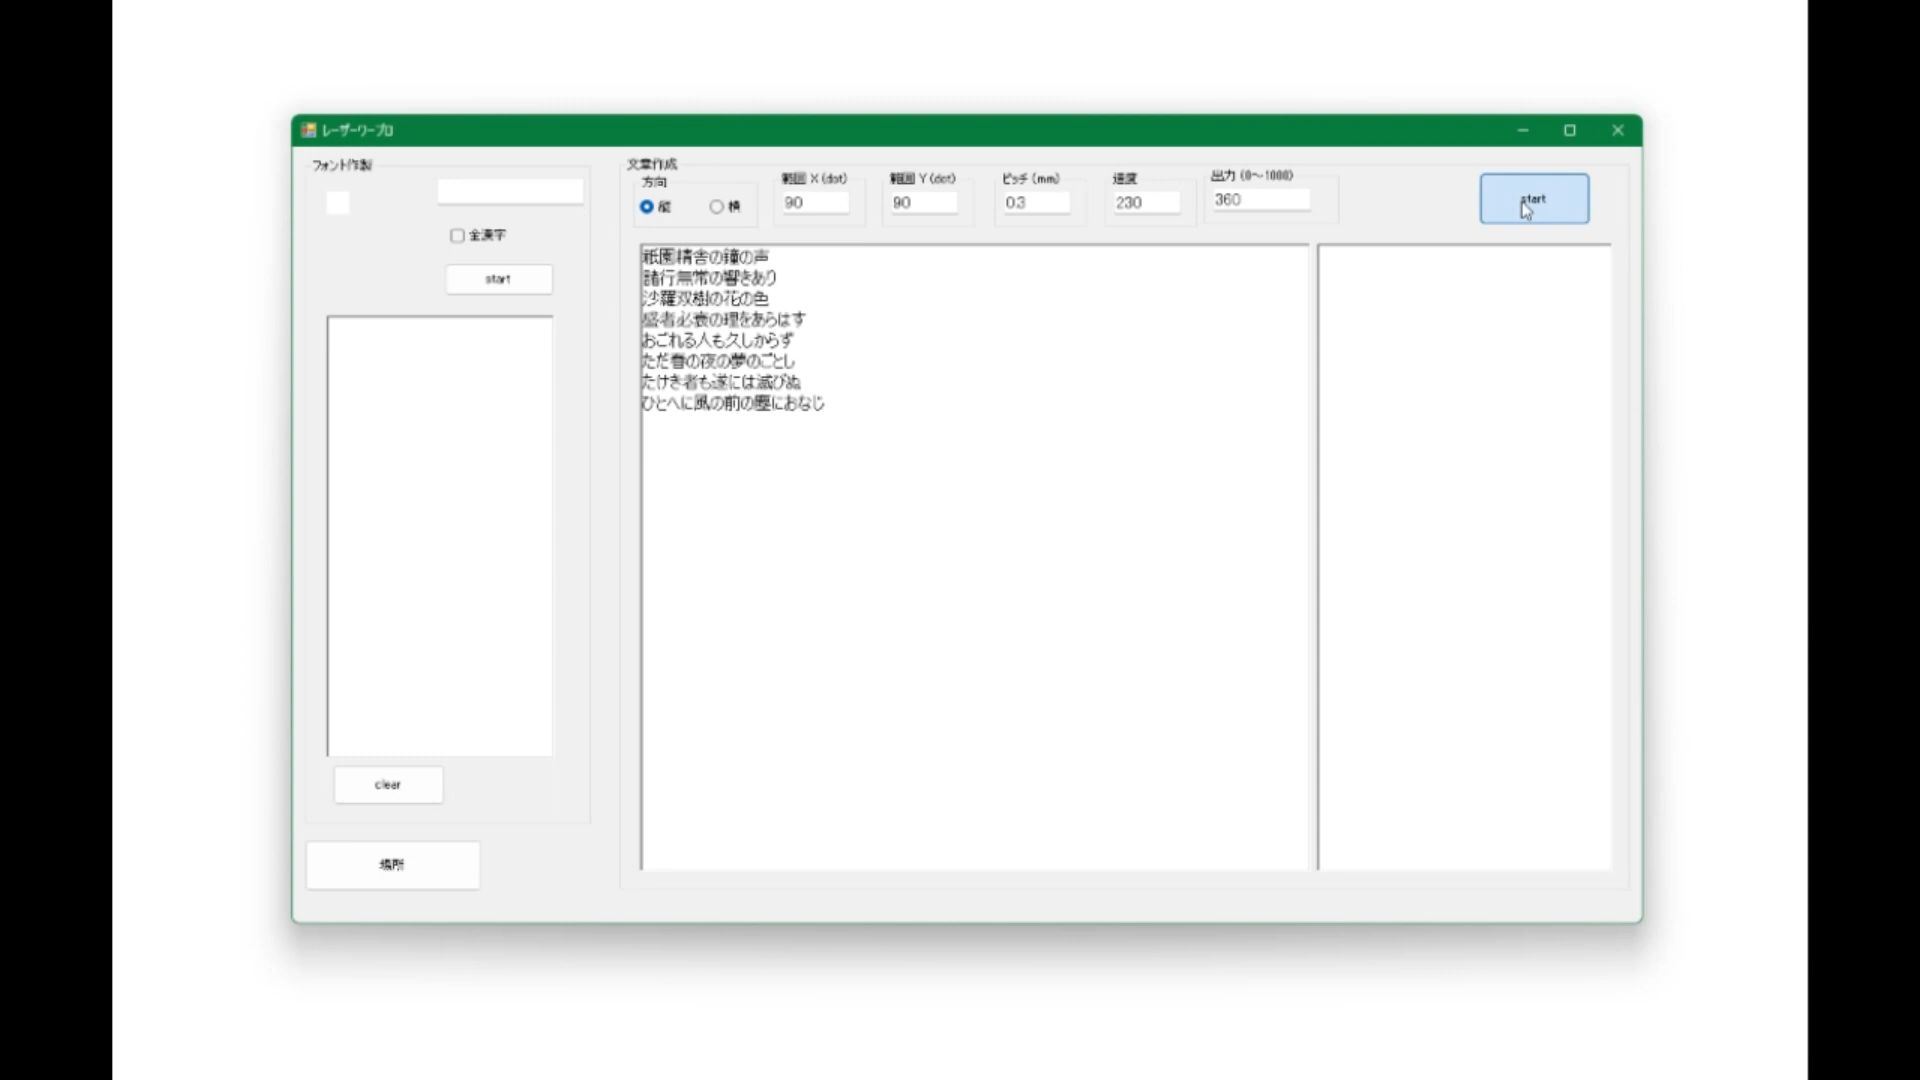 レーザーワープロ
フォント作製
全漢字
start
clear
場所
文章作成
方向
縦
横
範囲 X (dot)
90
範囲 Y (dot)
90
ピッチ (mm)
0.3
速度
230
出力 (0～1000)
360
start
祇園精舎の鐘の声
諸行無常の響きあり
沙羅双樹の花の色
盛者必衰の理をあらはす
おごれる人も久しからず
ただ春の夜の夢のごとし
たけき者も遂には滅びぬ
ひとへに風の前の塵におなじ